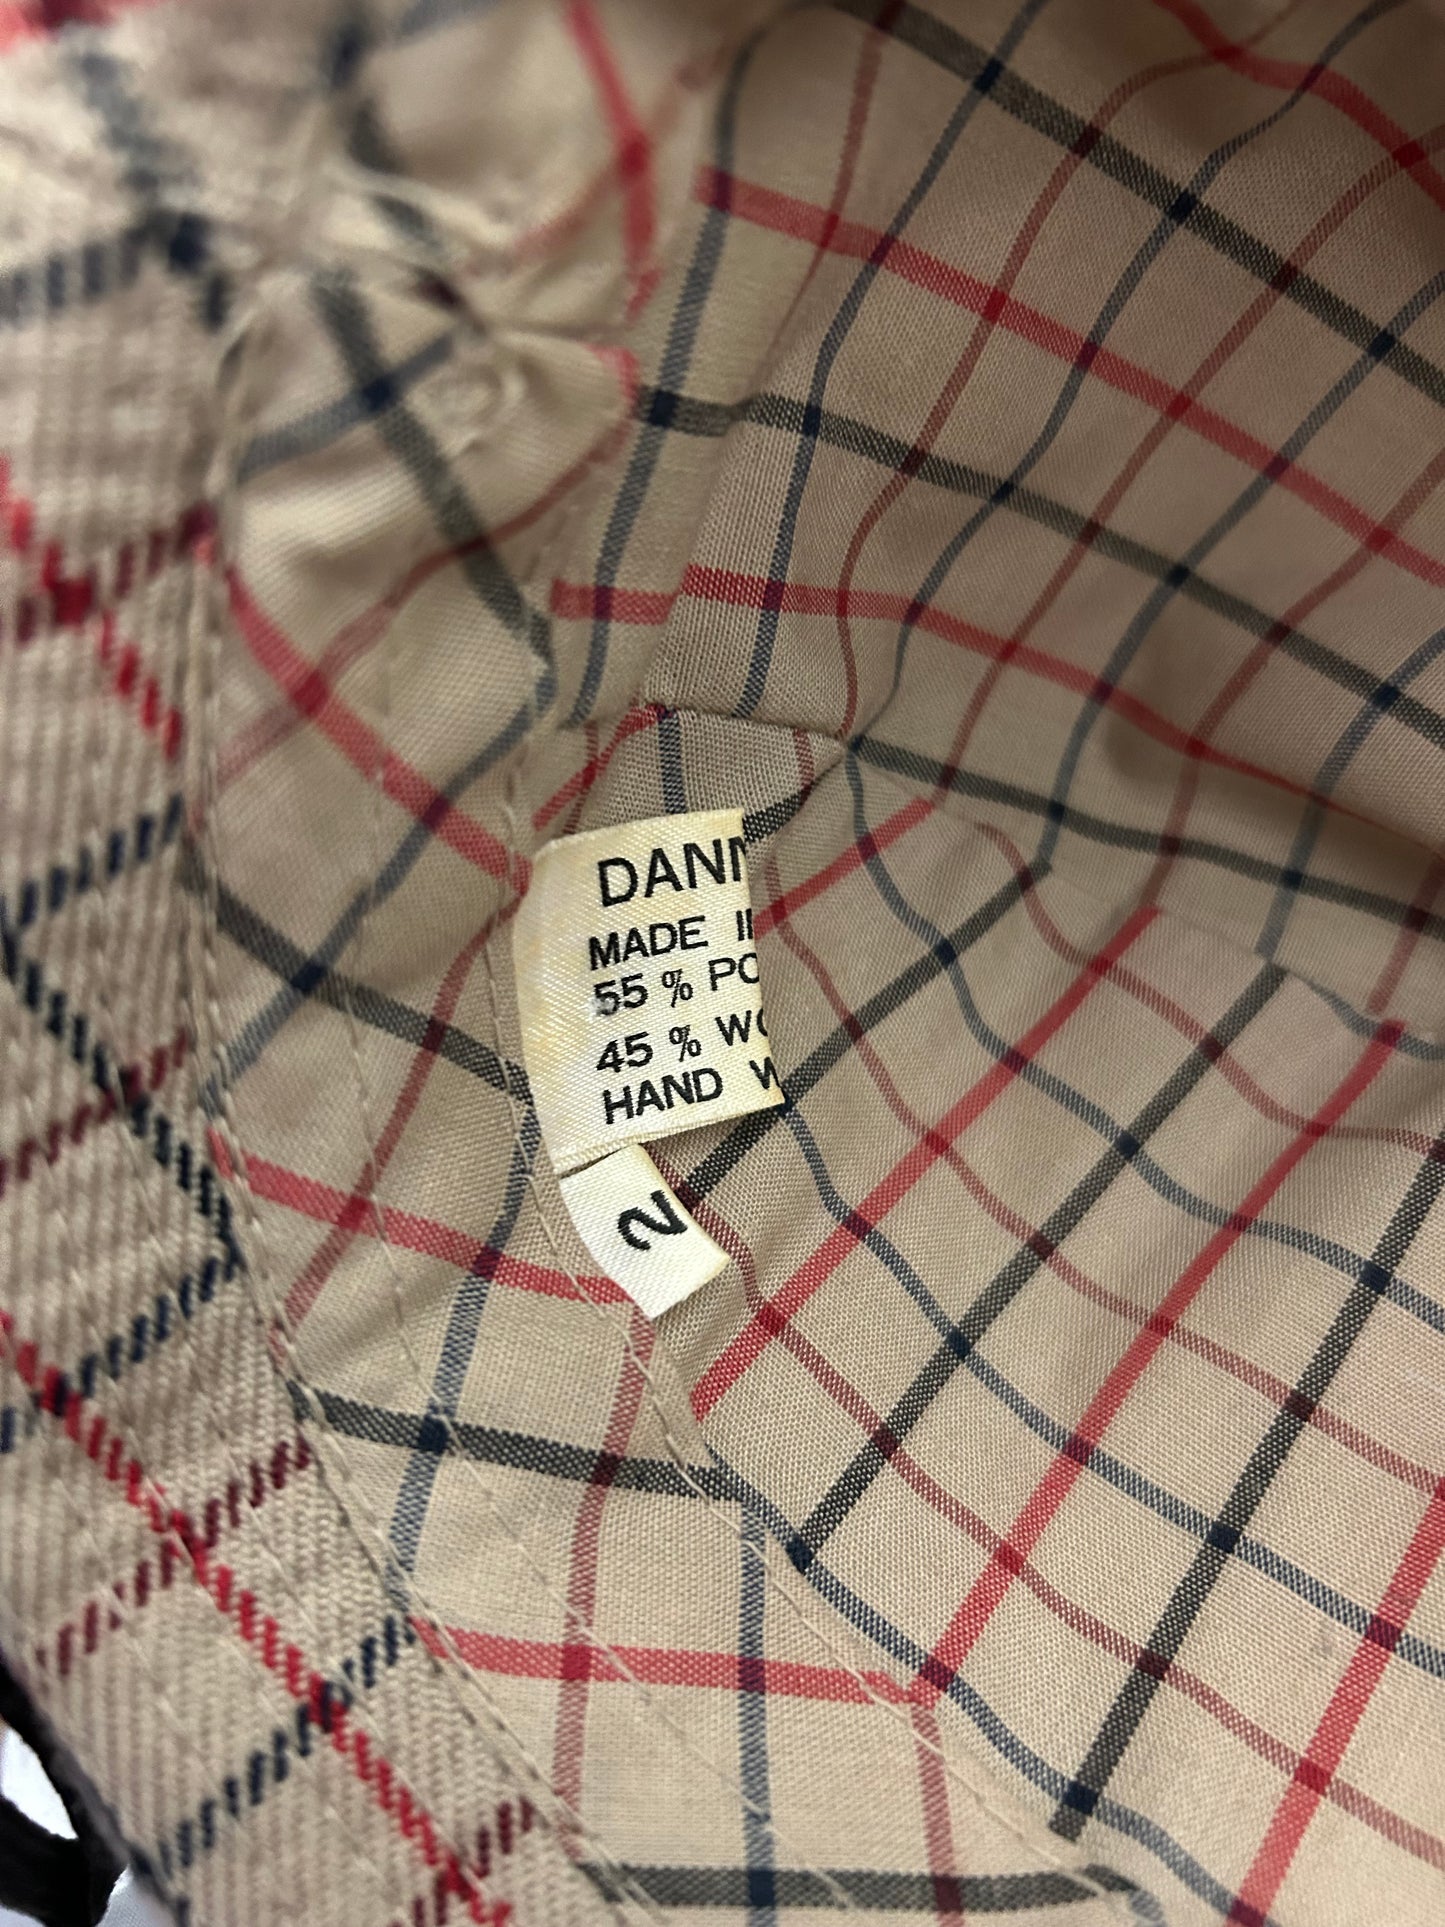 DANN
MADE I
55 % PO
45 % WO
HAND W
2